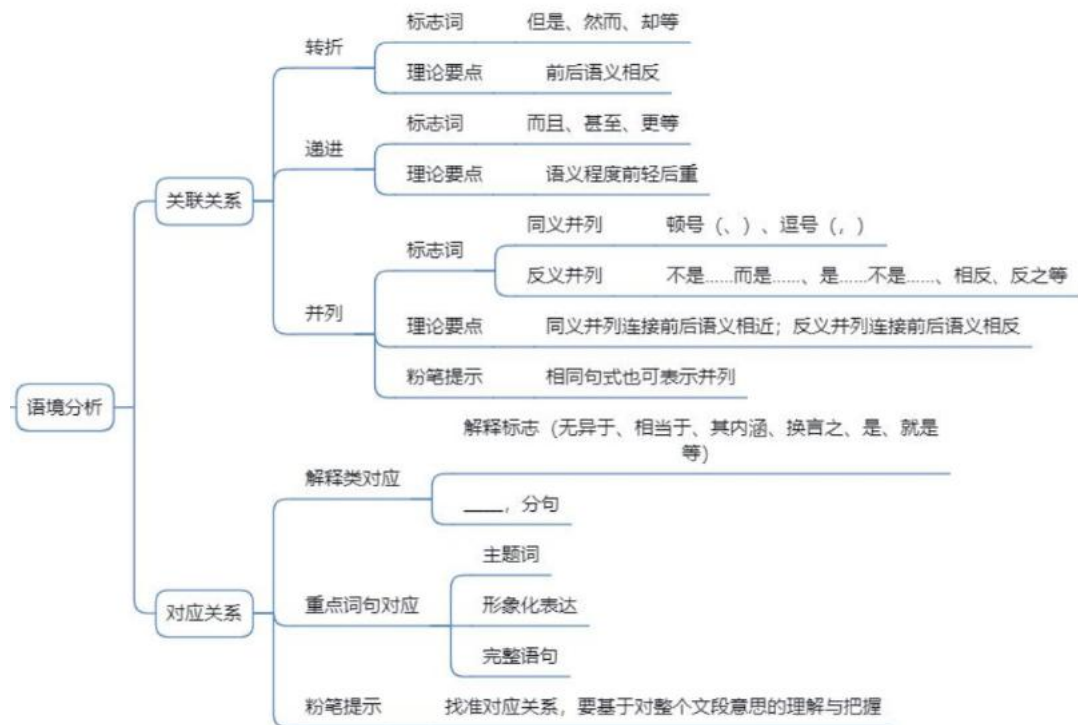 语境分析
关联关系
转折
标志词
但是、然而、却等
理论要点
前后语义相反
递进
标志词
而且、甚至、更等
理论要点
语义程度前轻后重
并列
标志词
同义并列
顿号（、）、逗号（，）
反义并列
不是……而是……、是……不是……、相反、反之等
理论要点
同义并列连接前后语义相近；反义并列连接前后语义相反
粉笔提示
相同句式也可表示并列
对应关系
解释类对应
解释标志（无异于、相当于、其内涵、换言之、是、就是
等）
____，分句
重点词句对应
主题词
形象化表达
完整语句
粉笔提示
找准对应关系，要基于对整个文段意思的理解与把握